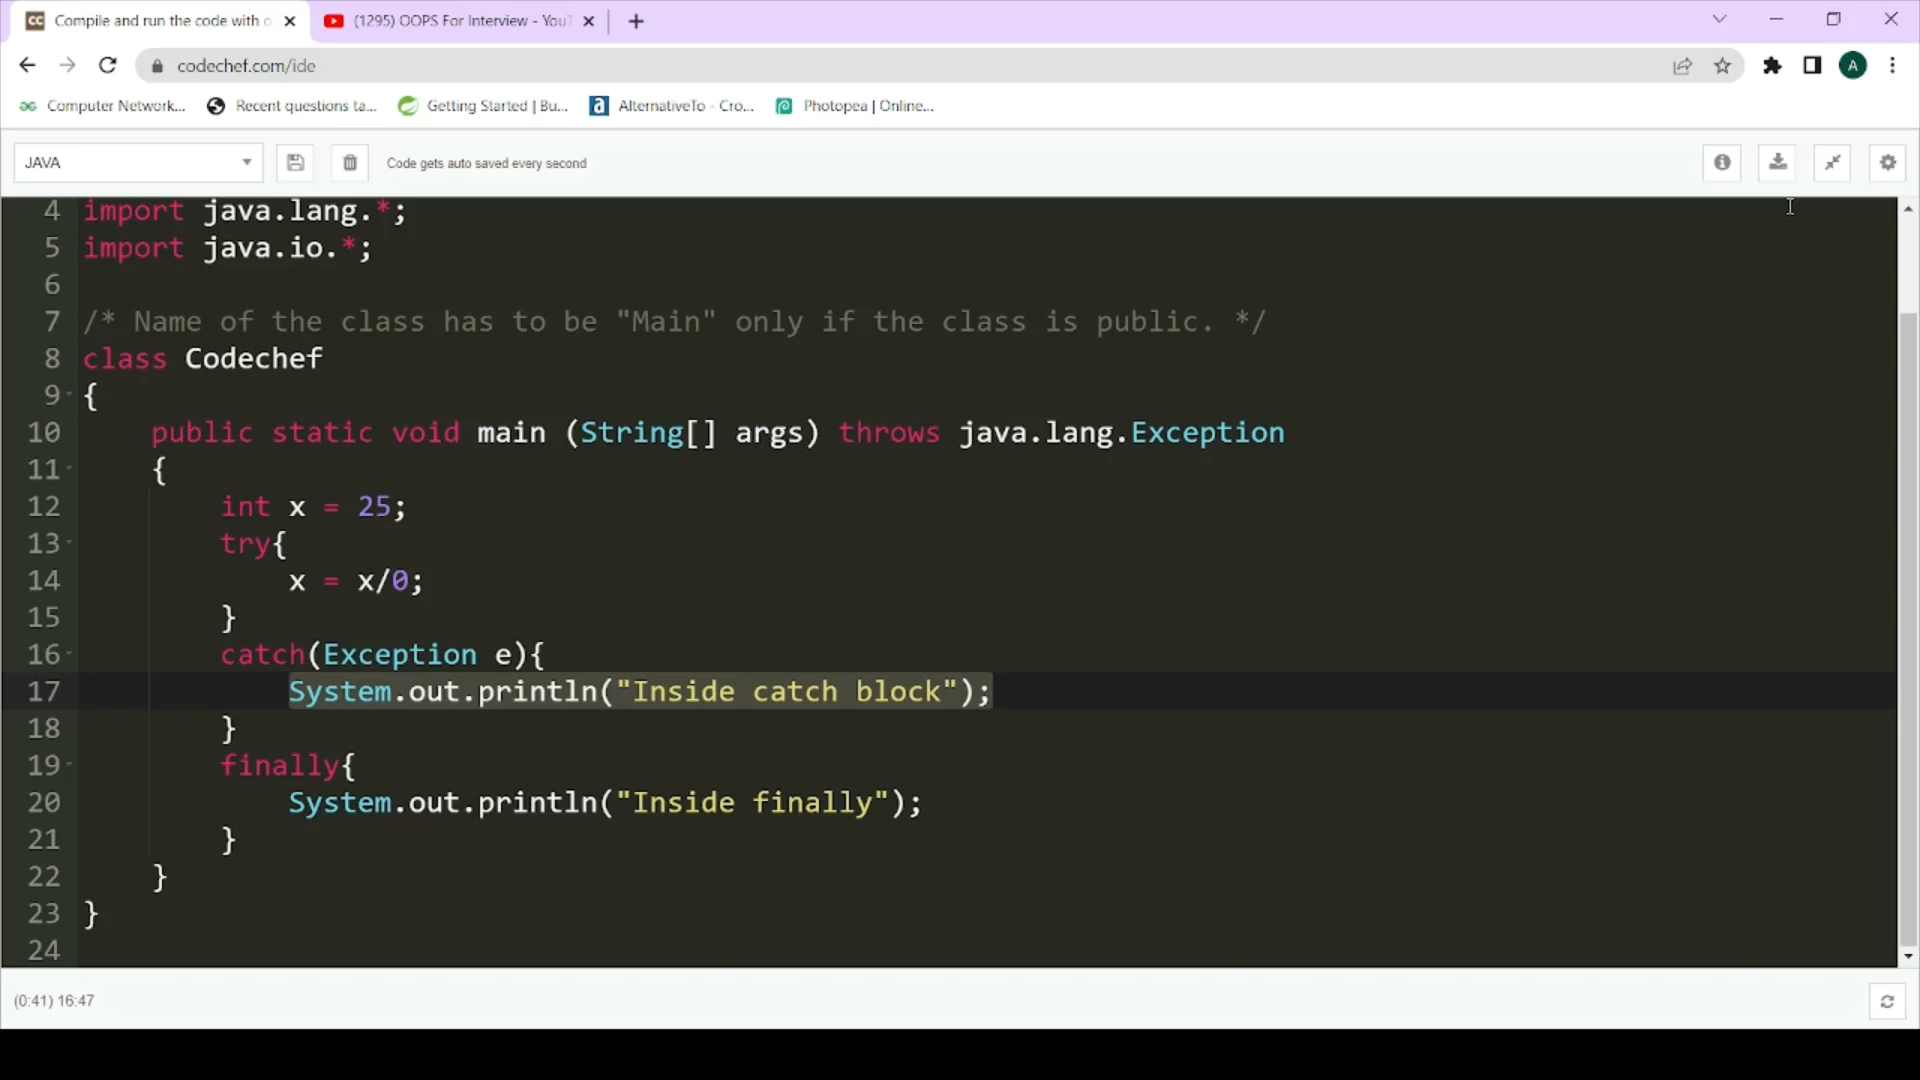 CC Compile and run the code with o
(1295) OOPS For Interview - YouT
codechef.com/ide
A
Computer Network...
Recent questions ta...
Getting Started | Bu...
a AlternativeTo - Cro...
Photopea | Online...
JAVA
Code gets auto saved every second
4 import java.lang.*;
5 import java.io.*;
6
7 /* Name of the class has to be "Main" only if the class is public. */
8 class Codechef
9 {
10 public static void main (String[] args) throws java.lang.Exception
11 {
12 int x = 25;
13 try{
14 x = x/0;
15 }
16 catch(Exception e){
17 System.out.println("Inside catch block");
18 }
19 finally{
20 System.out.println("Inside finally");
21 }
22 }
23 }
24
(0:41) 16:47